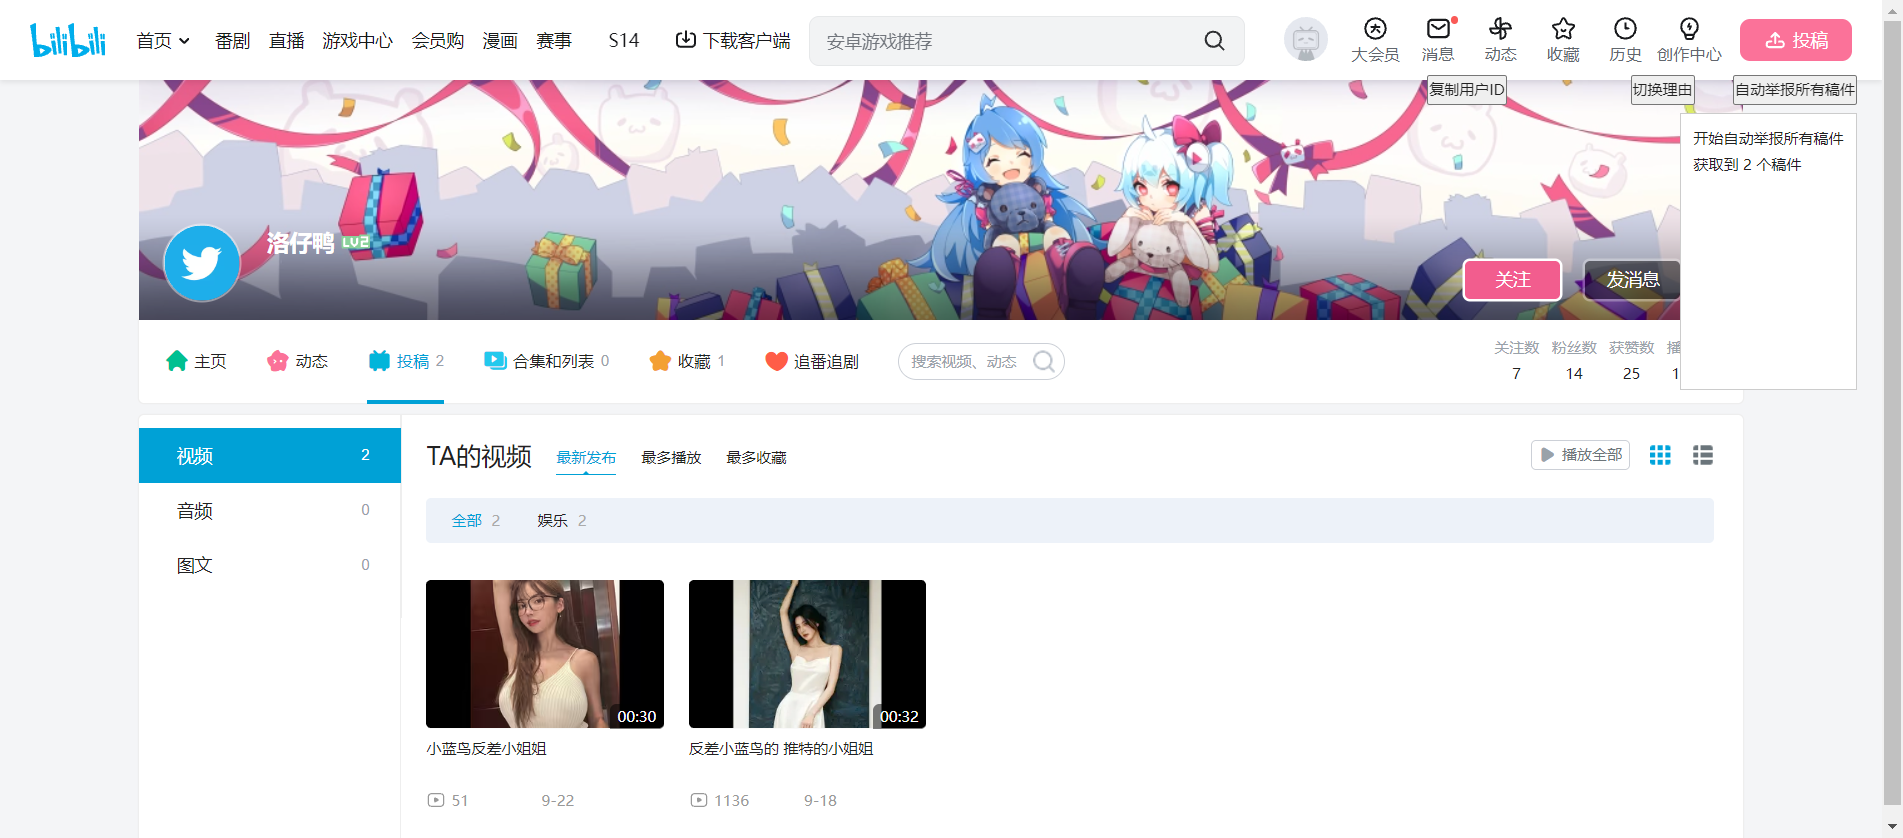 bilibili
首页 番剧 直播 游戏中心 会员购 漫画 赛事 S14 下载客户端 安卓游戏推荐 大会员 消息 动态 收藏 历史 创作中心 投稿
复制用户ID 切换理由 自动举报所有稿件
开始自动举报所有稿件
获取到 2 个稿件
洛仔鸭 LV2
关注 发消息
主页 动态 投稿 2 合集和列表 0 收藏 1 追番追剧 搜索视频、动态
关注数 粉丝数 获赞数 播
7 14 25 1
视频 2
音频 0
图文 0
TA的视频 最新发布 最多播放 最多收藏 播放全部
全部 2 娱乐 2
00:30 00:32
小蓝鸟反差小姐姐 反差小蓝鸟的 推特的小姐姐
51 9-22 1136 9-18